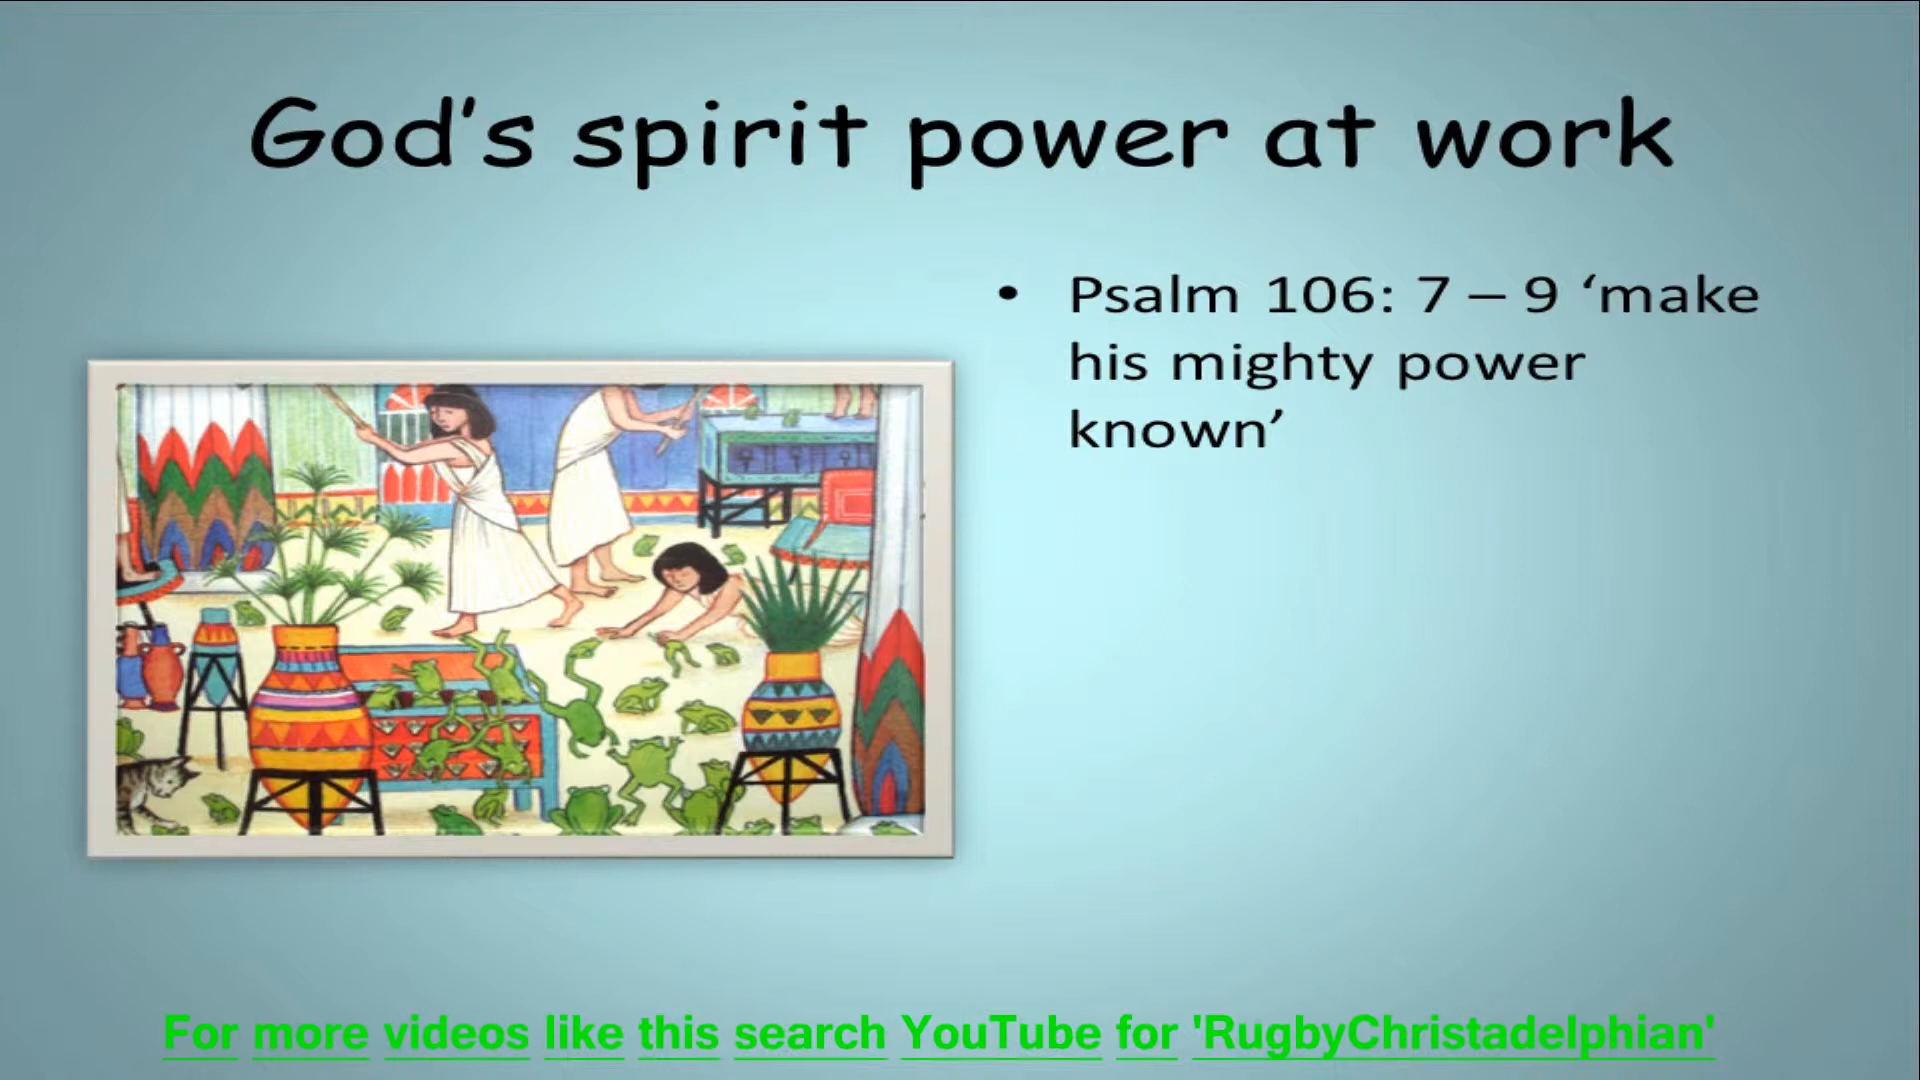 God's spirit power at work
• Psalm 106: 7 – 9 ‘make
his mighty power
known’
For more videos like this search YouTube for 'RugbyChristadelphian'